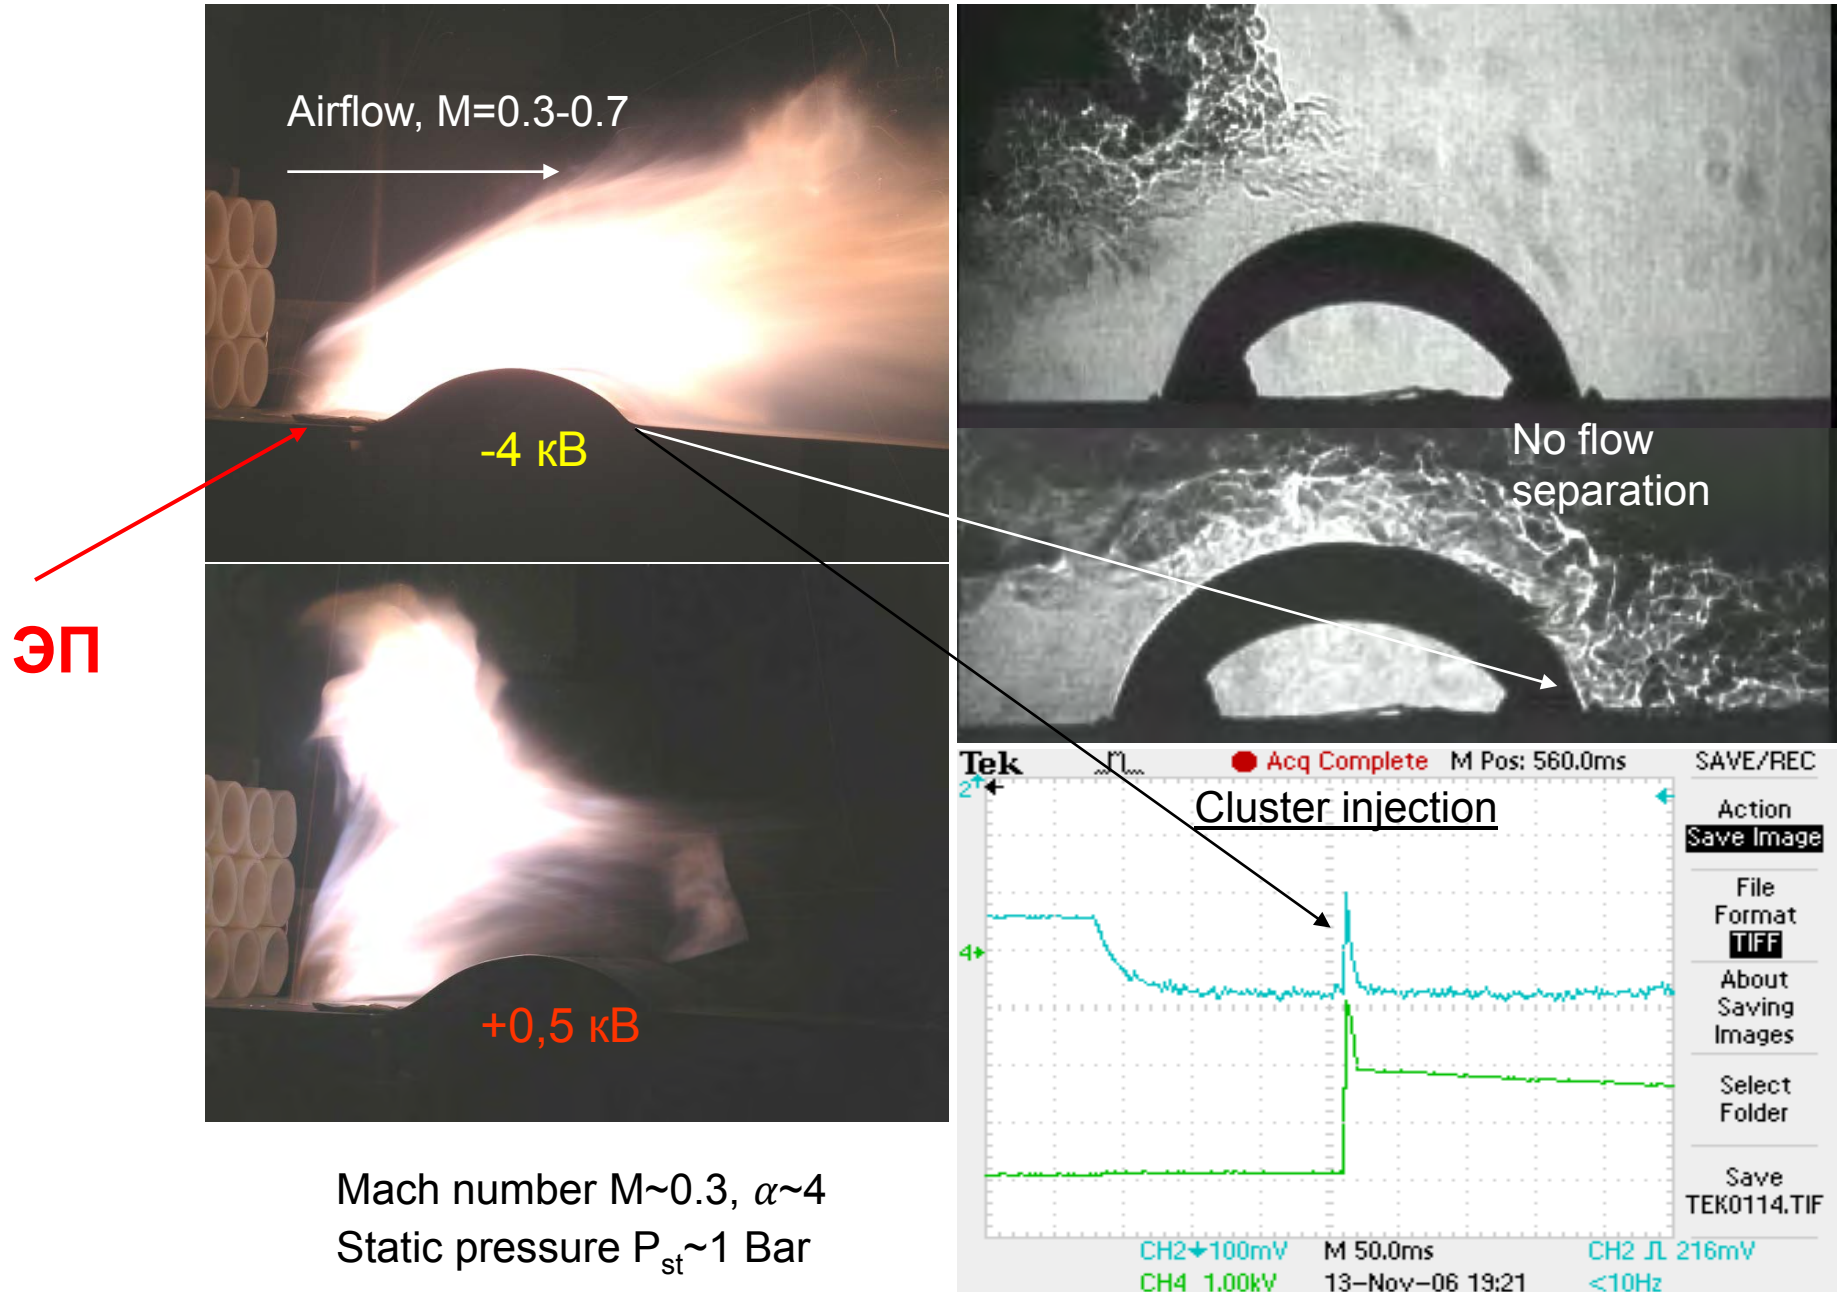 Airflow, M=0.3-0.7
-4 кВ
ЭП
+0,5 кВ
Mach number M~0.3, α~4
Static pressure Pst~1 Bar
No flow
separation
Tek
Acq Complete
M Pos: 560.0ms
SAVE/REC
2
Cluster injection
4
Action
Save Image
File
Format
TIFF
About
Saving
Images
Select
Folder
Save
TEK0114.TIF
CH2 100mV
M 50.0ms
CH2 216mV
CH4 1.00kV
13-Nov-06 19:21
<10Hz